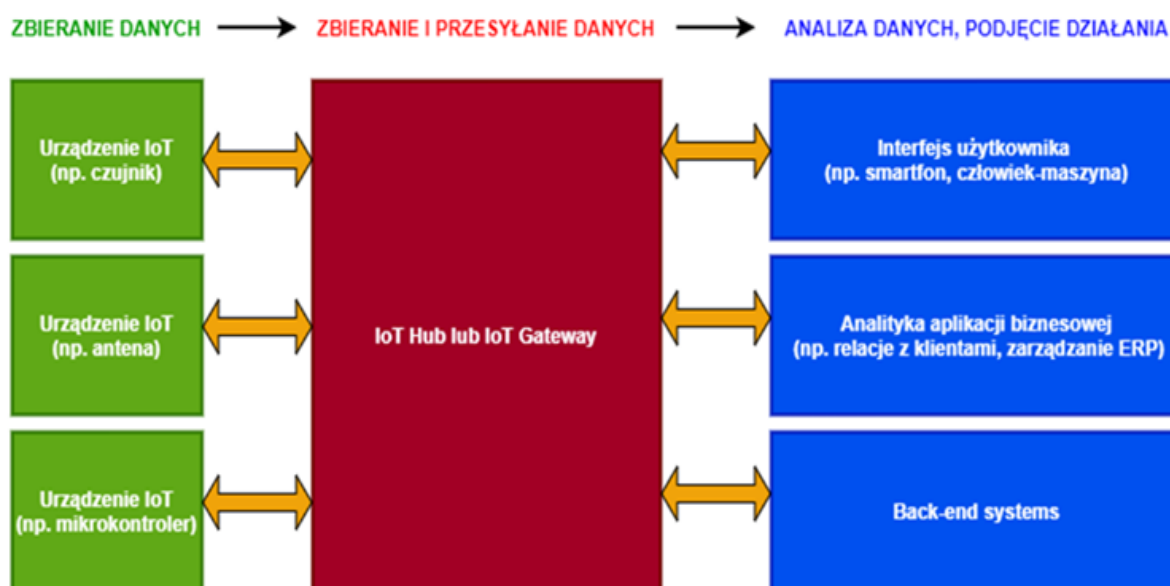 ZBIERANIE DANYCH
ZBIERANIE I PRZESYŁANIE DANYCH
ANALIZA DANYCH, PODJĘCIE DZIAŁANIA
Urządzenie IoT
(np. czujnik)
Urządzenie IoT
(np. antena)
Urządzenie IoT
(np. mikrokontroler)
IoT Hub lub IoT Gateway
Interfejs użytkownika
(np. smartfon, człowiek-maszyna)
Analityka aplikacji biznesowej
(np. relacje z klientami, zarządzanie ERP)
Back-end systems